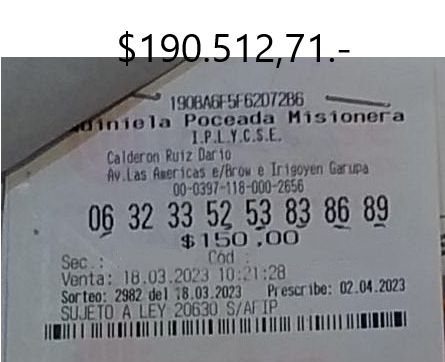 $190.512,71.-
190BA6F5F62072B6
Quiniela Poceada Misionera
I.P.L.Y.C.S.E.
Calderon Ruiz Dario
Av.Las Americas e/Brow e Irigoyen Garupa
00-0397-118-000-2656
06 32 33 52 53 83 86 89
$150.00
Sec.: Cod :
Venta: 18.03.2023 10:21:28
Sorteo: 2982 del 18.03.2023 Prescribe: 02.04.2023
SUJETO A LEY 20630 S/AFIP